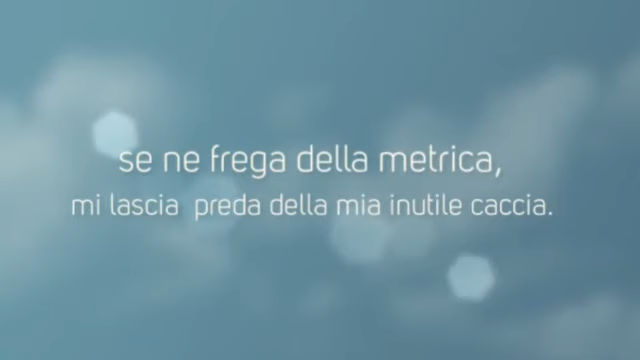 se ne frega della metrica,
mi lascia preda della mia inutile caccia.